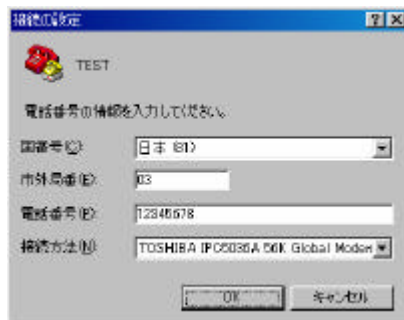 接続の設定
TEST
電話番号の情報を入力してください。
国番号(C): 日本 (81)
市外局番(E): 03
電話番号(P): 12345678
接続方法(N): TOSHIBA IPC5035A 56K Global Modem
OK キャンセル